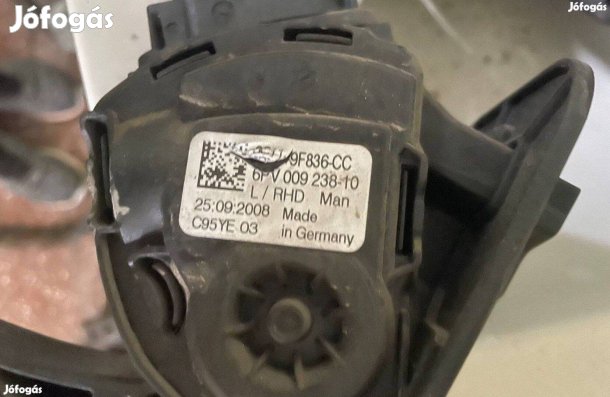 Jófogás
Jófogás
9F836-CC
6PV 009 238-10
L / RHD Man
25:09:2008 Made
C95YE 03 in Germany
Jófogás